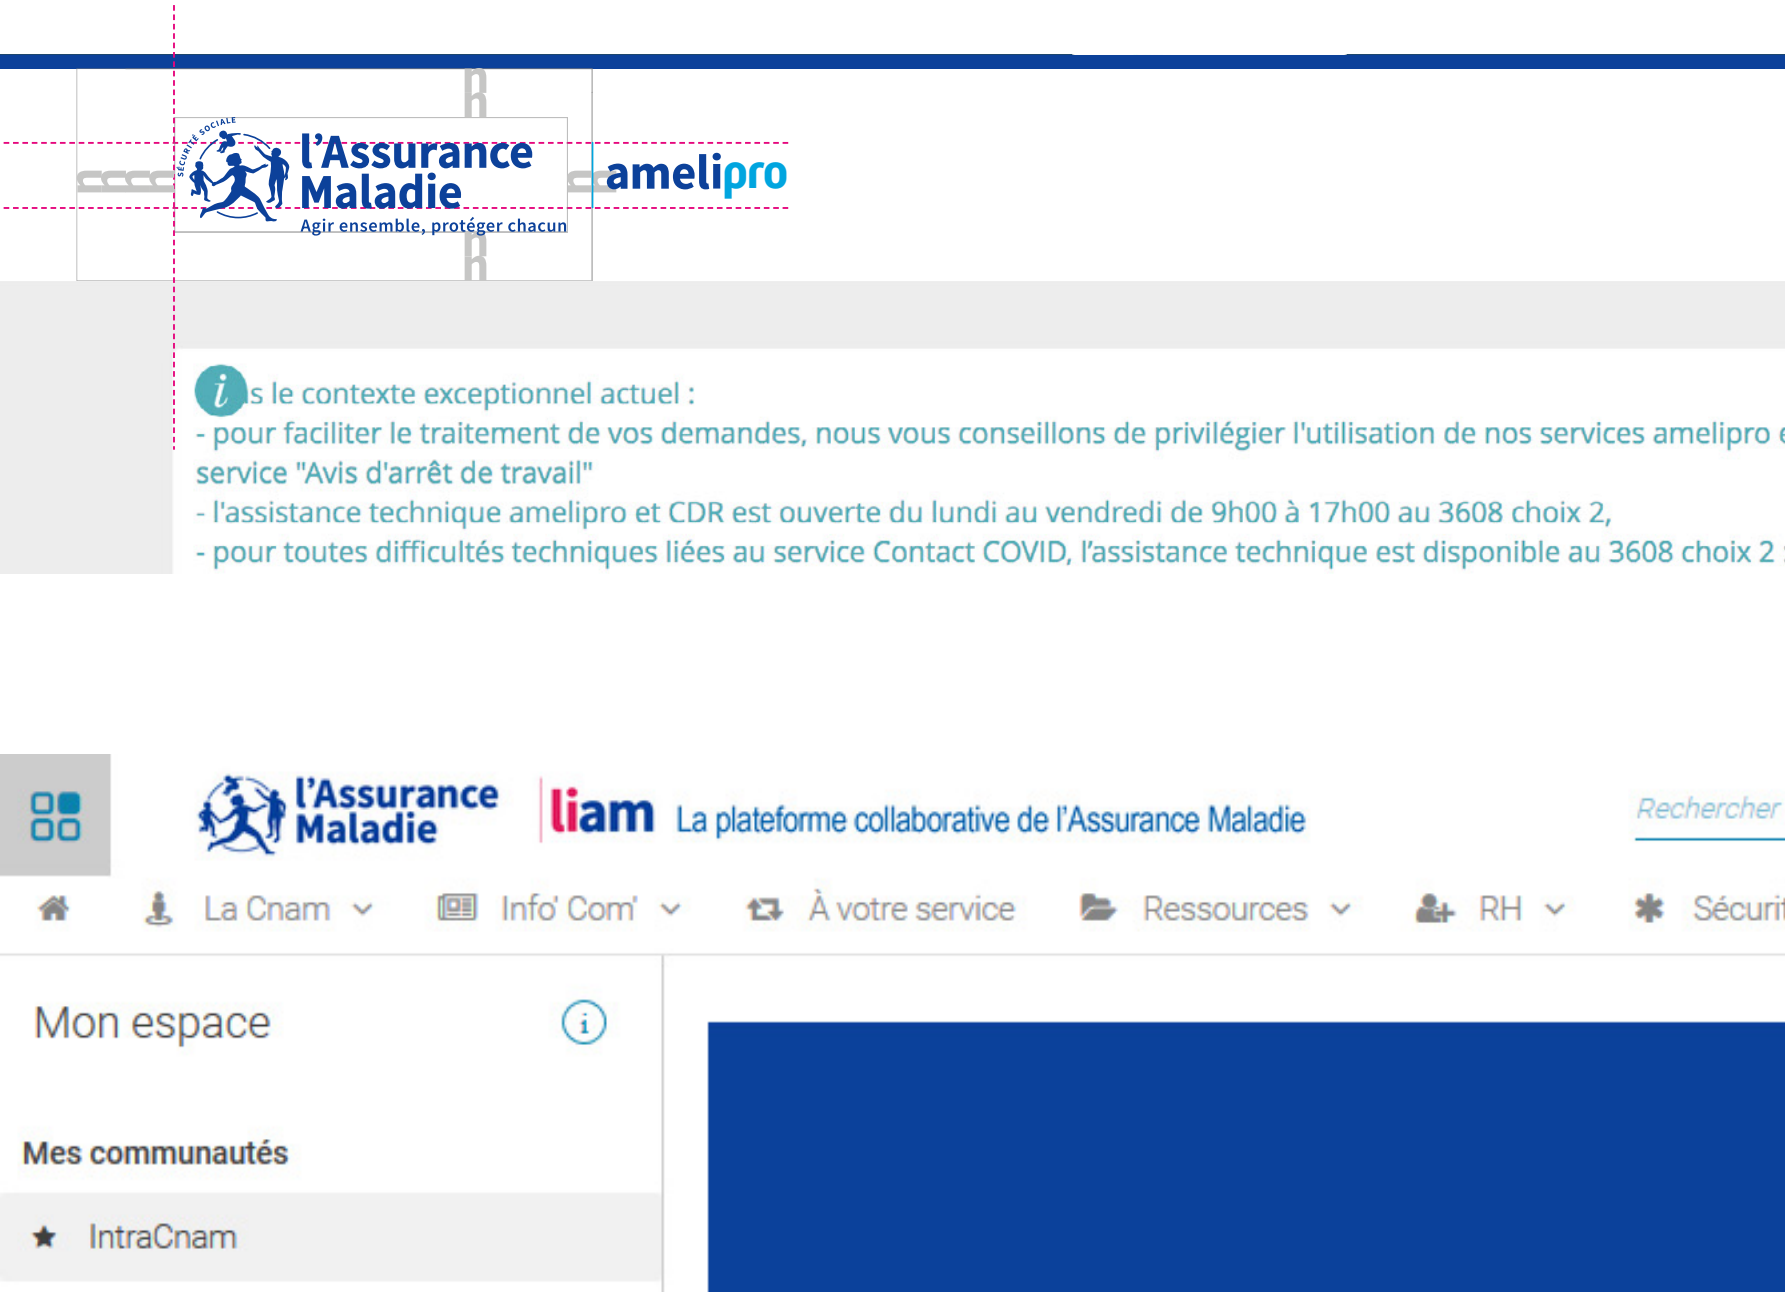 SÉCURITÉ SOCIALE
l'Assurance
Maladie
Agir ensemble, protéger chacun
amelipro
s le contexte exceptionnel actuel :
- pour faciliter le traitement de vos demandes, nous vous conseillons de privilégier l'utilisation de nos services amelipro
service "Avis d'arrêt de travail"
- l'assistance technique amelipro et CDR est ouverte du lundi au vendredi de 9h00 à 17h00 au 3608 choix 2,
- pour toutes difficultés techniques liées au service Contact COVID, l'assistance technique est disponible au 3608 choix 2
l'Assurance
Maladie
liam La plateforme collaborative de l'Assurance Maladie
Rechercher
La Cnam Info' Com' À votre service Ressources RH Sécurit
Mon espace
Mes communautés
IntraCnam